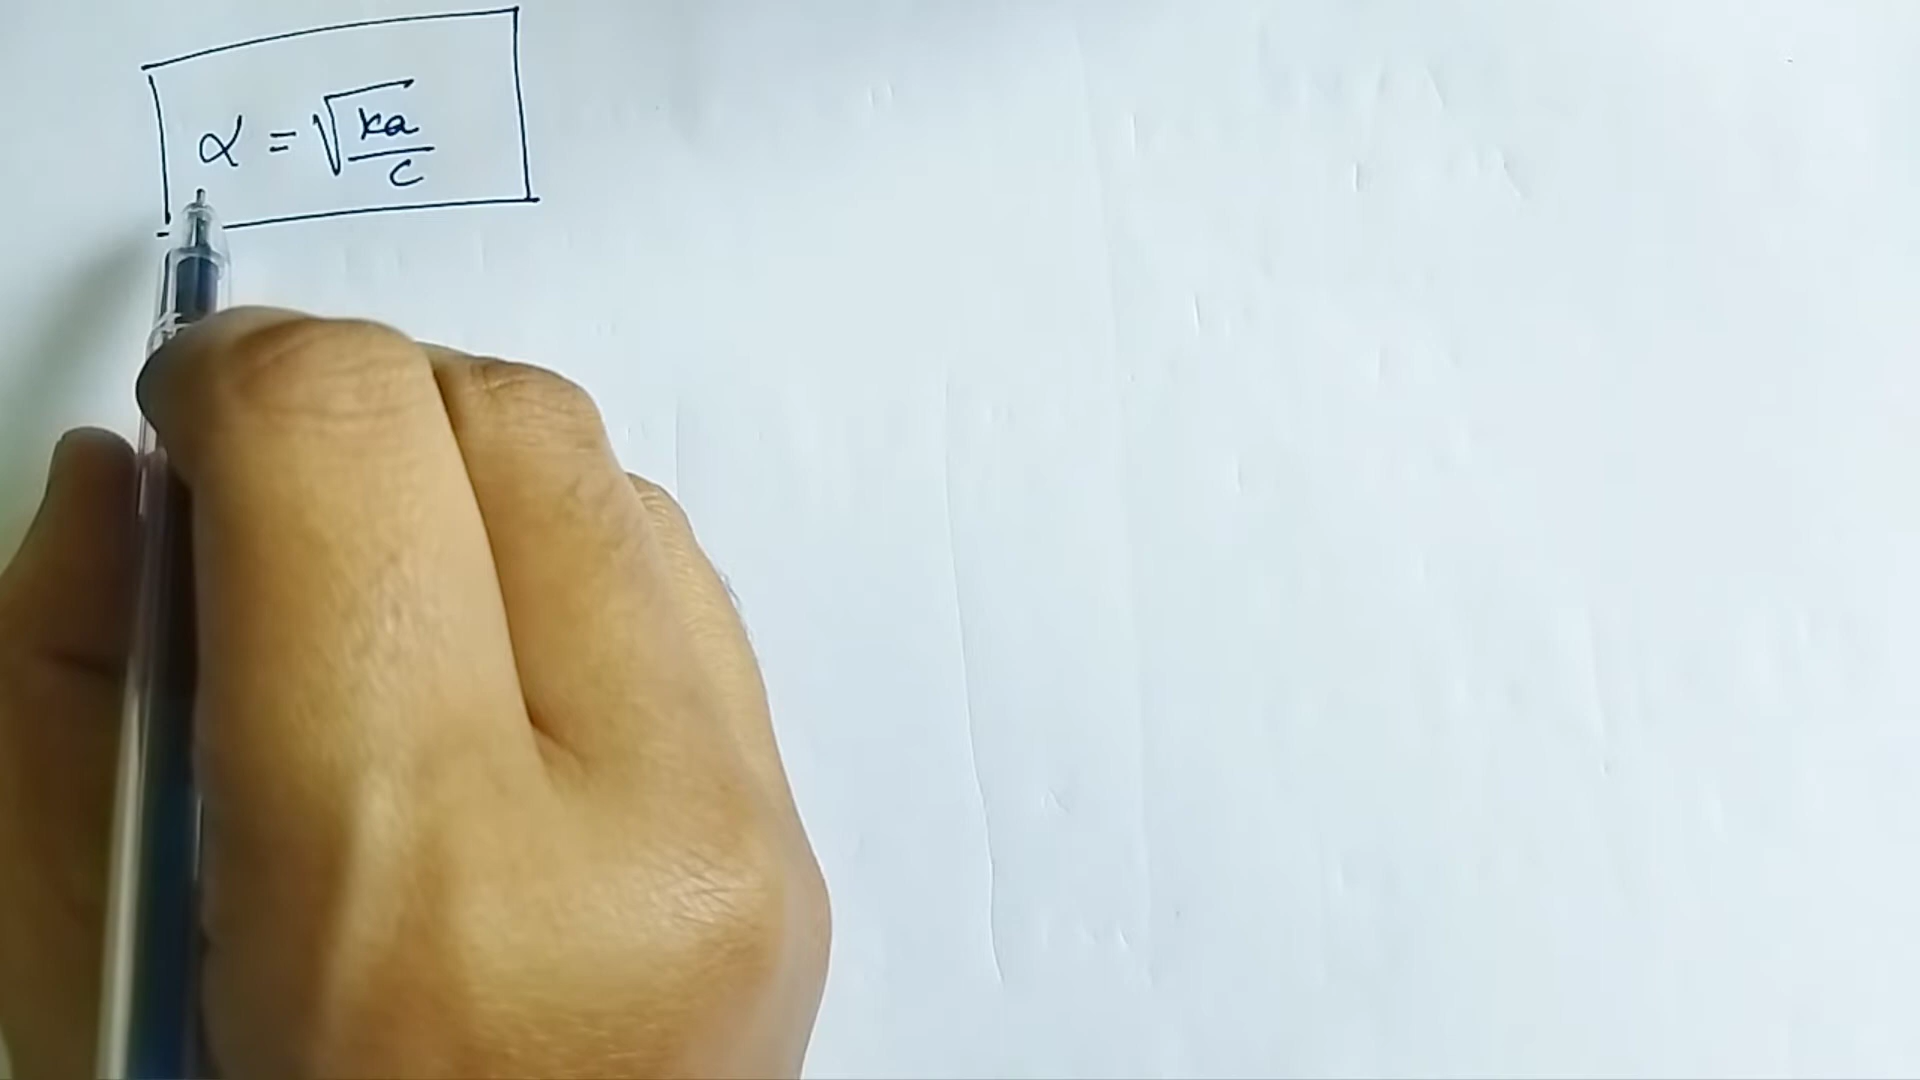 α = √(ka/c)